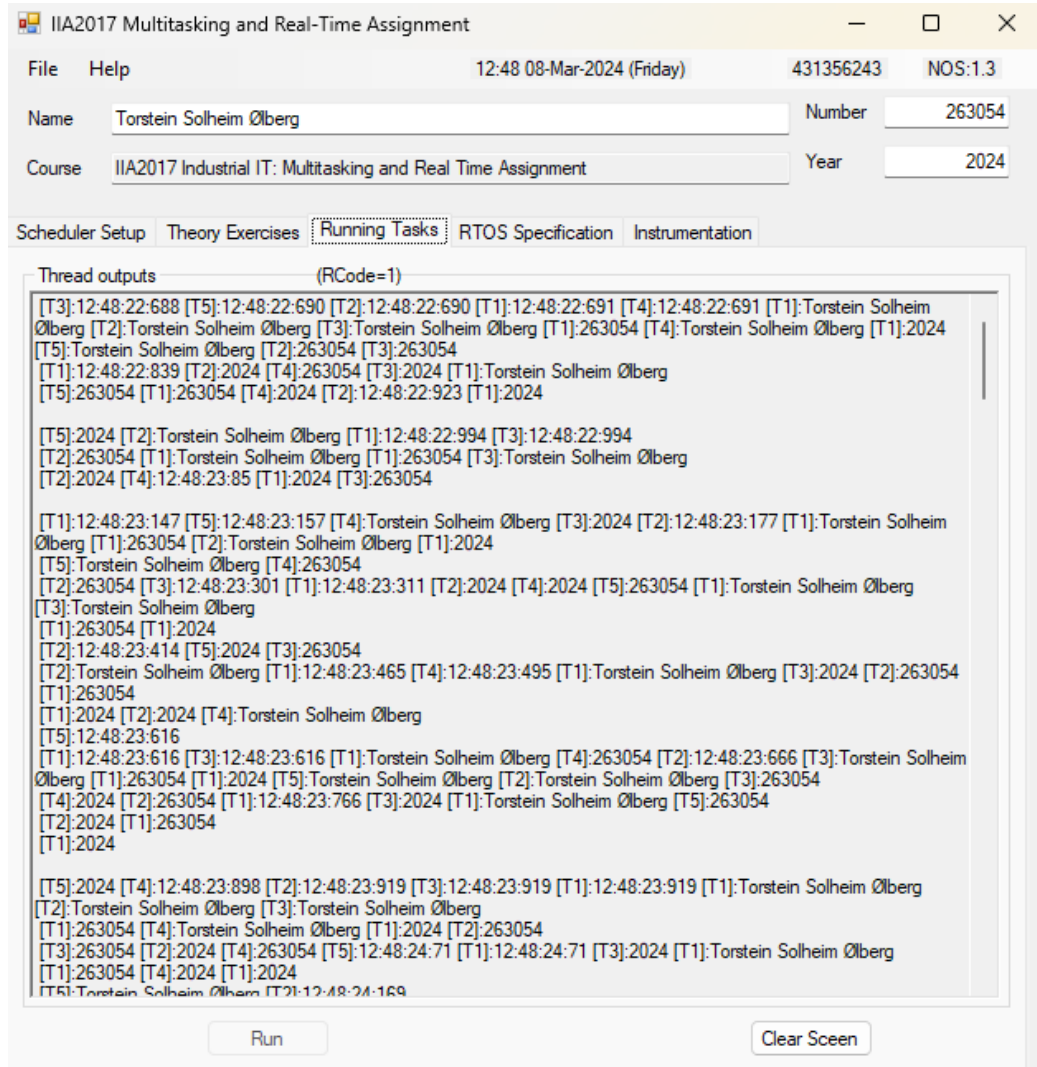 IIA2017 Multitasking and Real-Time Assignment
File Help 12:48 08-Mar-2024 (Friday) 431356243 NOS:1.3
Name Torstein Solheim Ølberg Number 263054
Course IIA2017 Industrial IT: Multitasking and Real Time Assignment Year 2024
Scheduler Setup Theory Exercises Running Tasks RTOS Specification Instrumentation
Thread outputs (RCode=1)
[T3]:12:48:22:688 [T5]:12:48:22:690 [T2]:12:48:22:690 [T1]:12:48:22:691 [T4]:12:48:22:691 [T1]:Torstein Solheim
Ølberg [T2]:Torstein Solheim Ølberg [T3]:Torstein Solheim Ølberg [T1]:263054 [T4]:Torstein Solheim Ølberg [T1]:2024
[T5]:Torstein Solheim Ølberg [T2]:263054 [T3]:263054
[T1]:12:48:22:839 [T2]:2024 [T4]:263054 [T3]:2024 [T1]:Torstein Solheim Ølberg
[T5]:263054 [T1]:263054 [T4]:2024 [T2]:12:48:22:923 [T1]:2024
[T5]:2024 [T2]:Torstein Solheim Ølberg [T1]:12:48:22:994 [T3]:12:48:22:994
[T2]:263054 [T1]:Torstein Solheim Ølberg [T1]:263054 [T3]:Torstein Solheim Ølberg
[T2]:2024 [T4]:12:48:23:85 [T1]:2024 [T3]:263054
[T1]:12:48:23:147 [T5]:12:48:23:157 [T4]:Torstein Solheim Ølberg [T3]:2024 [T2]:12:48:23:177 [T1]:Torstein Solheim
Ølberg [T1]:263054 [T2]:Torstein Solheim Ølberg [T1]:2024
[T5]:Torstein Solheim Ølberg [T4]:263054
[T2]:263054 [T3]:12:48:23:301 [T1]:12:48:23:311 [T2]:2024 [T4]:2024 [T5]:263054 [T1]:Torstein Solheim Ølberg
[T3]:Torstein Solheim Ølberg
[T1]:263054 [T1]:2024
[T2]:12:48:23:414 [T5]:2024 [T3]:263054
[T2]:Torstein Solheim Ølberg [T1]:12:48:23:465 [T4]:12:48:23:495 [T1]:Torstein Solheim Ølberg [T3]:2024 [T2]:263054
[T1]:263054
[T1]:2024 [T2]:2024 [T4]:Torstein Solheim Ølberg
[T5]:12:48:23:616
[T1]:12:48:23:616 [T3]:12:48:23:616 [T1]:Torstein Solheim Ølberg [T4]:263054 [T2]:12:48:23:666 [T3]:Torstein Solheim
Ølberg [T1]:263054 [T1]:2024 [T5]:Torstein Solheim Ølberg [T2]:Torstein Solheim Ølberg [T3]:263054
[T4]:2024 [T2]:263054 [T1]:12:48:23:766 [T3]:2024 [T1]:Torstein Solheim Ølberg [T5]:263054
[T2]:2024 [T1]:263054
[T1]:2024
[T5]:2024 [T4]:12:48:23:898 [T2]:12:48:23:919 [T3]:12:48:23:919 [T1]:12:48:23:919 [T1]:Torstein Solheim Ølberg
[T2]:Torstein Solheim Ølberg [T3]:Torstein Solheim Ølberg
[T1]:263054 [T4]:Torstein Solheim Ølberg [T1]:2024 [T2]:263054
[T3]:263054 [T2]:2024 [T4]:263054 [T5]:12:48:24:71 [T1]:12:48:24:71 [T3]:2024 [T1]:Torstein Solheim Ølberg
[T1]:263054 [T4]:2024 [T1]:2024
[T5]:Torstein Solheim Ølberg [T2]:12:48:24:169
Run Clear Sceen